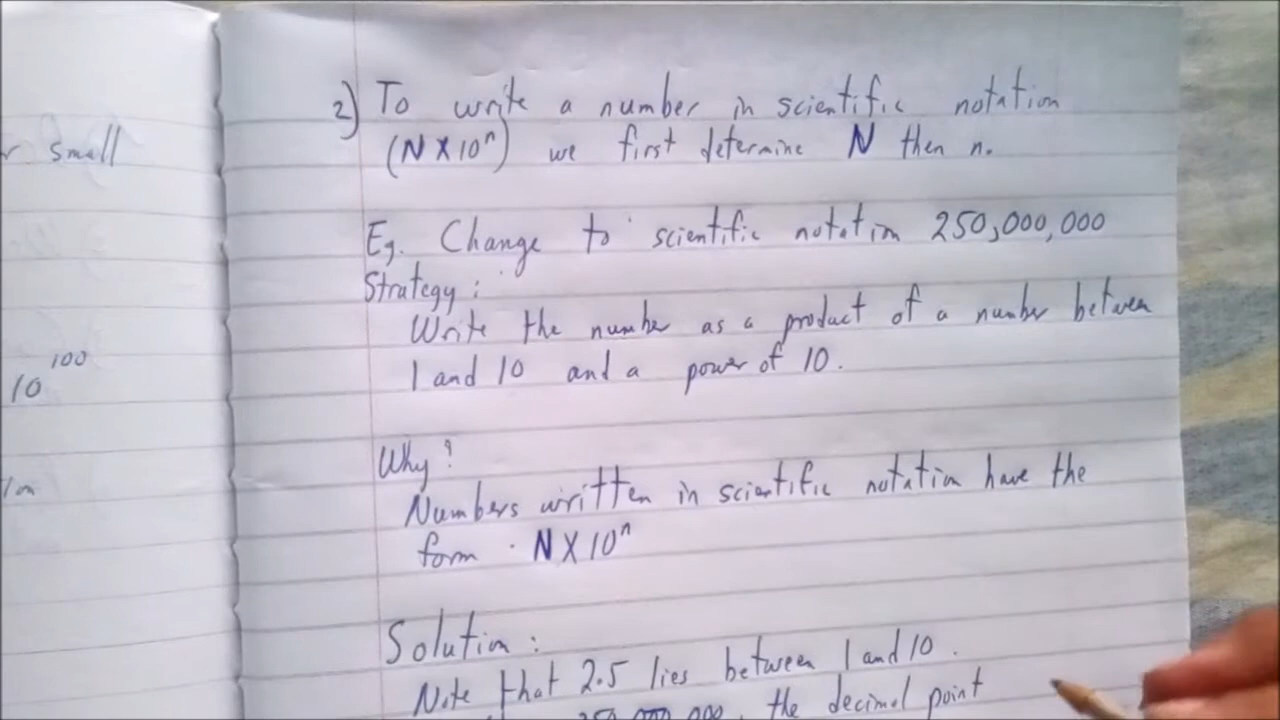 r small
10^100
2) To write a number in scientific notation
(N X 10^n) we first determine N then n.
Eg. Change to scientific notation 250,000,000
Strategy:
Write the number as a product of a number between
1 and 10 and a power of 10.
Why?
Numbers written in scientific notation have the
form N X 10^n
Solution:
Note that 2.5 lies between 1 and 10.
250,000,000, the decimal point